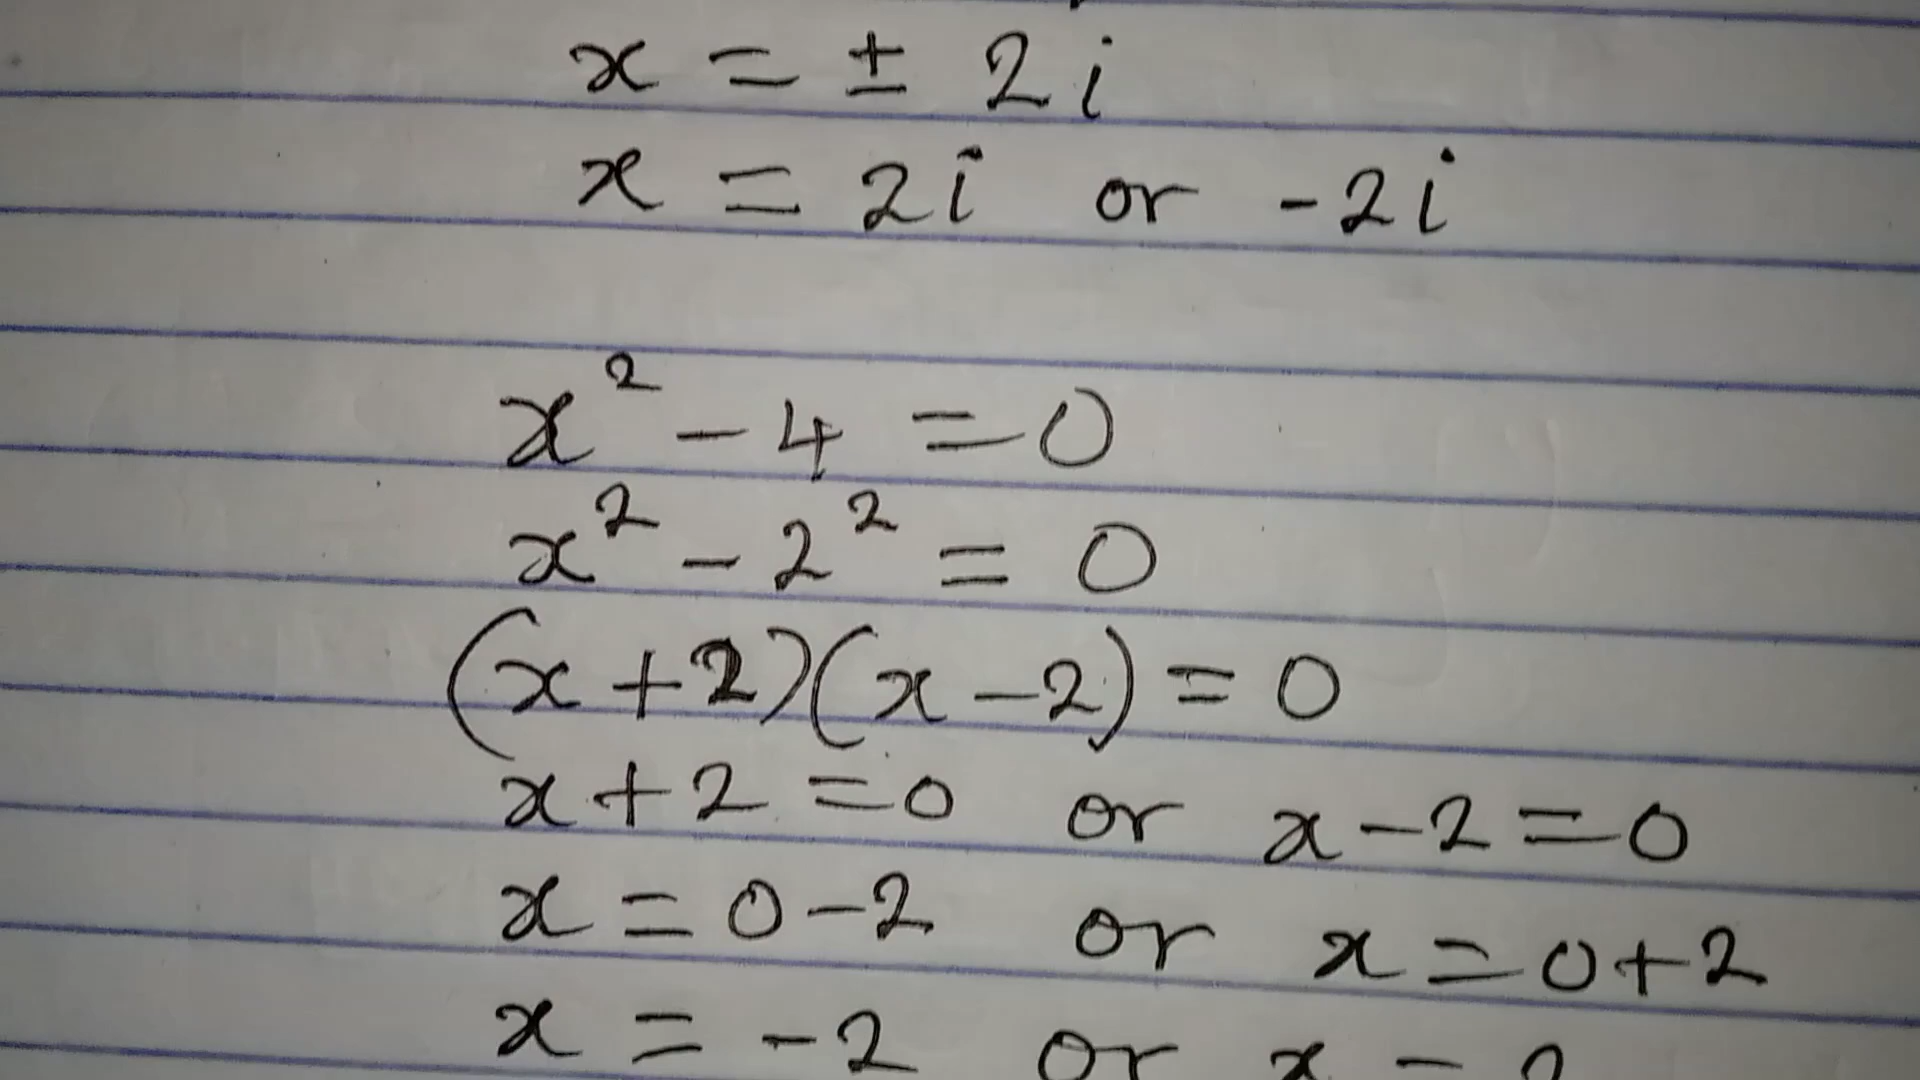 x = ± 2i
x = 2i or -2i
x² - 4 = 0
x² - 2² = 0
(x + 2)(x - 2) = 0
x + 2 = 0 or x - 2 = 0
x = 0 - 2 or x = 0 + 2
x = -2 or x